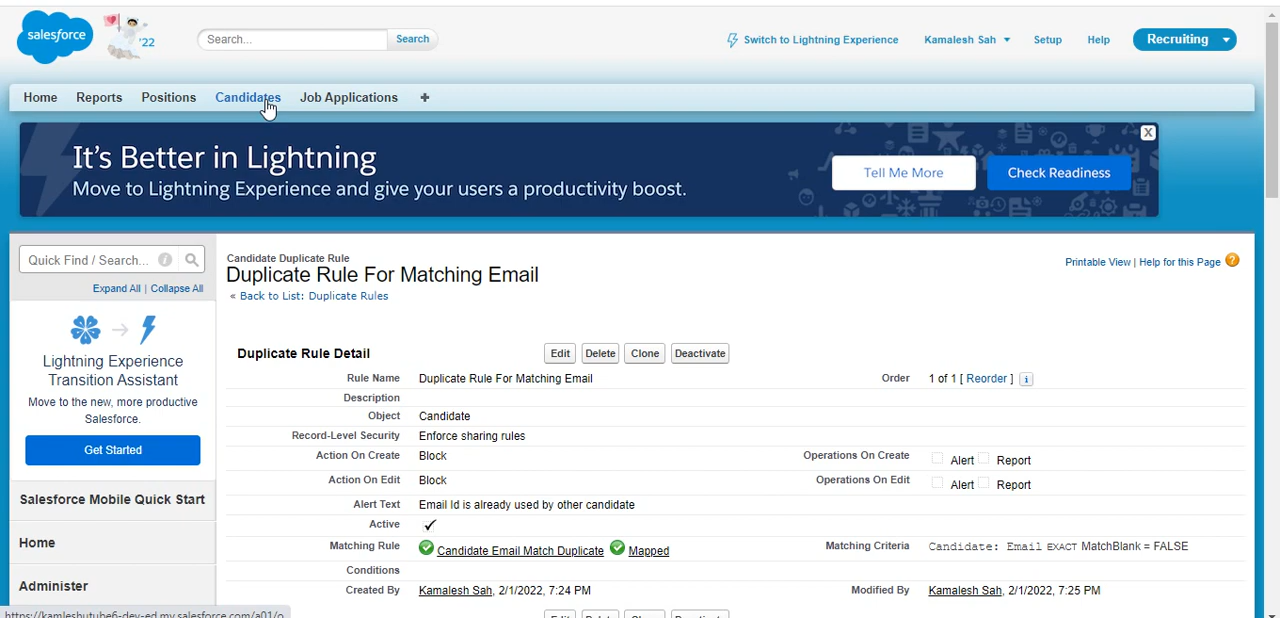 salesforce
'22
Search...
Search
Switch to Lightning Experience
Kamalesh Sah
Setup
Help
Recruiting
Home
Reports
Positions
Candidates
Job Applications
+
It's Better in Lightning
Move to Lightning Experience and give your users a productivity boost.
Tell Me More
Check Readiness
X
Quick Find / Search...
i
Expand All | Collapse All
Lightning Experience
Transition Assistant
Move to the new, more productive
Salesforce.
Get Started
Salesforce Mobile Quick Start
Home
Administer
Candidate Duplicate Rule
Duplicate Rule For Matching Email
« Back to List: Duplicate Rules
Printable View | Help for this Page ?
Duplicate Rule Detail
Edit
Delete
Clone
Deactivate
Rule Name Duplicate Rule For Matching Email
Order 1 of 1 [ Reorder ] i
Description
Object Candidate
Record-Level Security Enforce sharing rules
Action On Create Block
Operations On Create Alert Report
Action On Edit Block
Operations On Edit Alert Report
Alert Text Email Id is already used by other candidate
Active
Matching Rule Candidate Email Match Duplicate Mapped
Matching Criteria Candidate: Email EXACT MatchBlank = FALSE
Conditions
Created By Kamalesh Sah, 2/1/2022, 7:24 PM
Modified By Kamalesh Sah, 2/1/2022, 7:25 PM
https://kamleshutube6-dev-ed.my.salesforce.com/a01/o